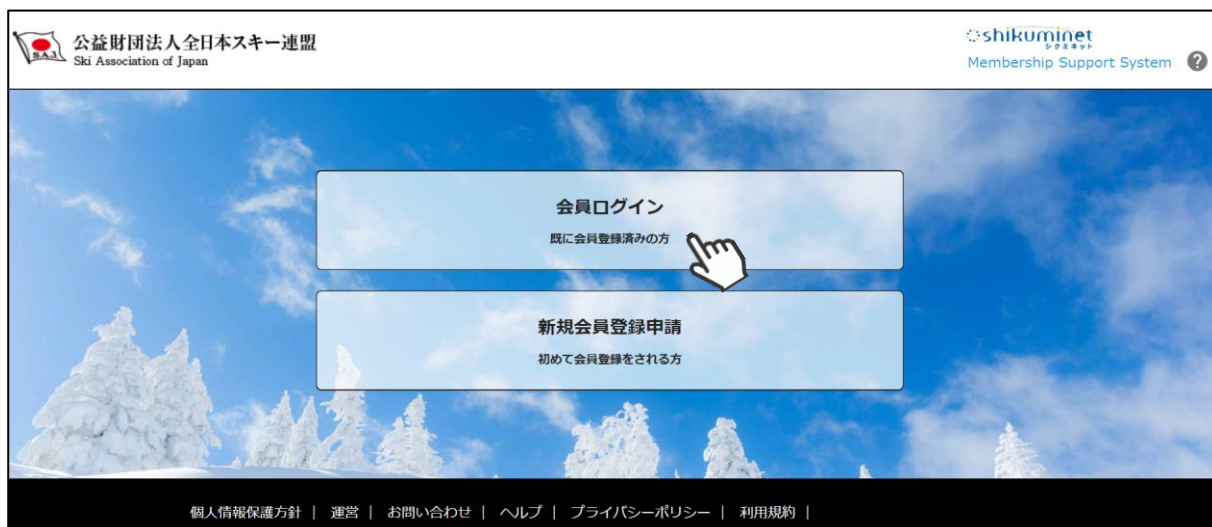 S.A.J.
公益財団法人全日本スキー連盟
Ski Association of Japan
shikuminet
シクミネット
Membership Support System ?
会員ログイン
既に会員登録済みの方
新規会員登録申請
初めて会員登録をされる方
個人情報保護方針 | 運営 | お問い合わせ | ヘルプ | プライバシーポリシー | 利用規約 |